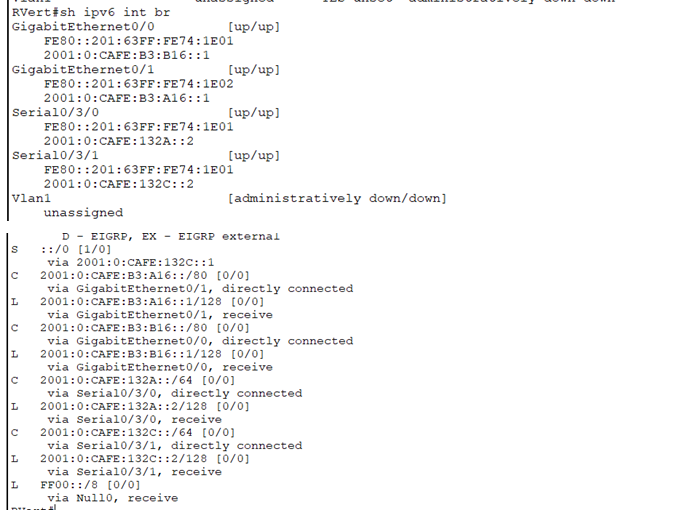 RVert#sh ipv6 int br
GigabitEthernet0/0 [up/up]
FE80::201:63FF:FE74:1E01
2001:0:CAFE:B3:B16::1
GigabitEthernet0/1 [up/up]
FE80::201:63FF:FE74:1E02
2001:0:CAFE:B3:A16::1
Serial0/3/0 [up/up]
FE80::201:63FF:FE74:1E01
2001:0:CAFE:132A::2
Serial0/3/1 [up/up]
FE80::201:63FF:FE74:1E01
2001:0:CAFE:132C::2
Vlan1 [administratively down/down]
unassigned
D - EIGRP, EX - EIGRP external
S ::/0 [1/0]
via 2001:0:CAFE:132C::1
C 2001:0:CAFE:B3:A16::/80 [0/0]
via GigabitEthernet0/1, directly connected
L 2001:0:CAFE:B3:A16::1/128 [0/0]
via GigabitEthernet0/1, receive
C 2001:0:CAFE:B3:B16::/80 [0/0]
via GigabitEthernet0/0, directly connected
L 2001:0:CAFE:B3:B16::1/128 [0/0]
via GigabitEthernet0/0, receive
C 2001:0:CAFE:132A::/64 [0/0]
via Serial0/3/0, directly connected
L 2001:0:CAFE:132A::2/128 [0/0]
via Serial0/3/0, receive
C 2001:0:CAFE:132C::/64 [0/0]
via Serial0/3/1, directly connected
L 2001:0:CAFE:132C::2/128 [0/0]
via Serial0/3/1, receive
L FF00::/8 [0/0]
via Null0, receive